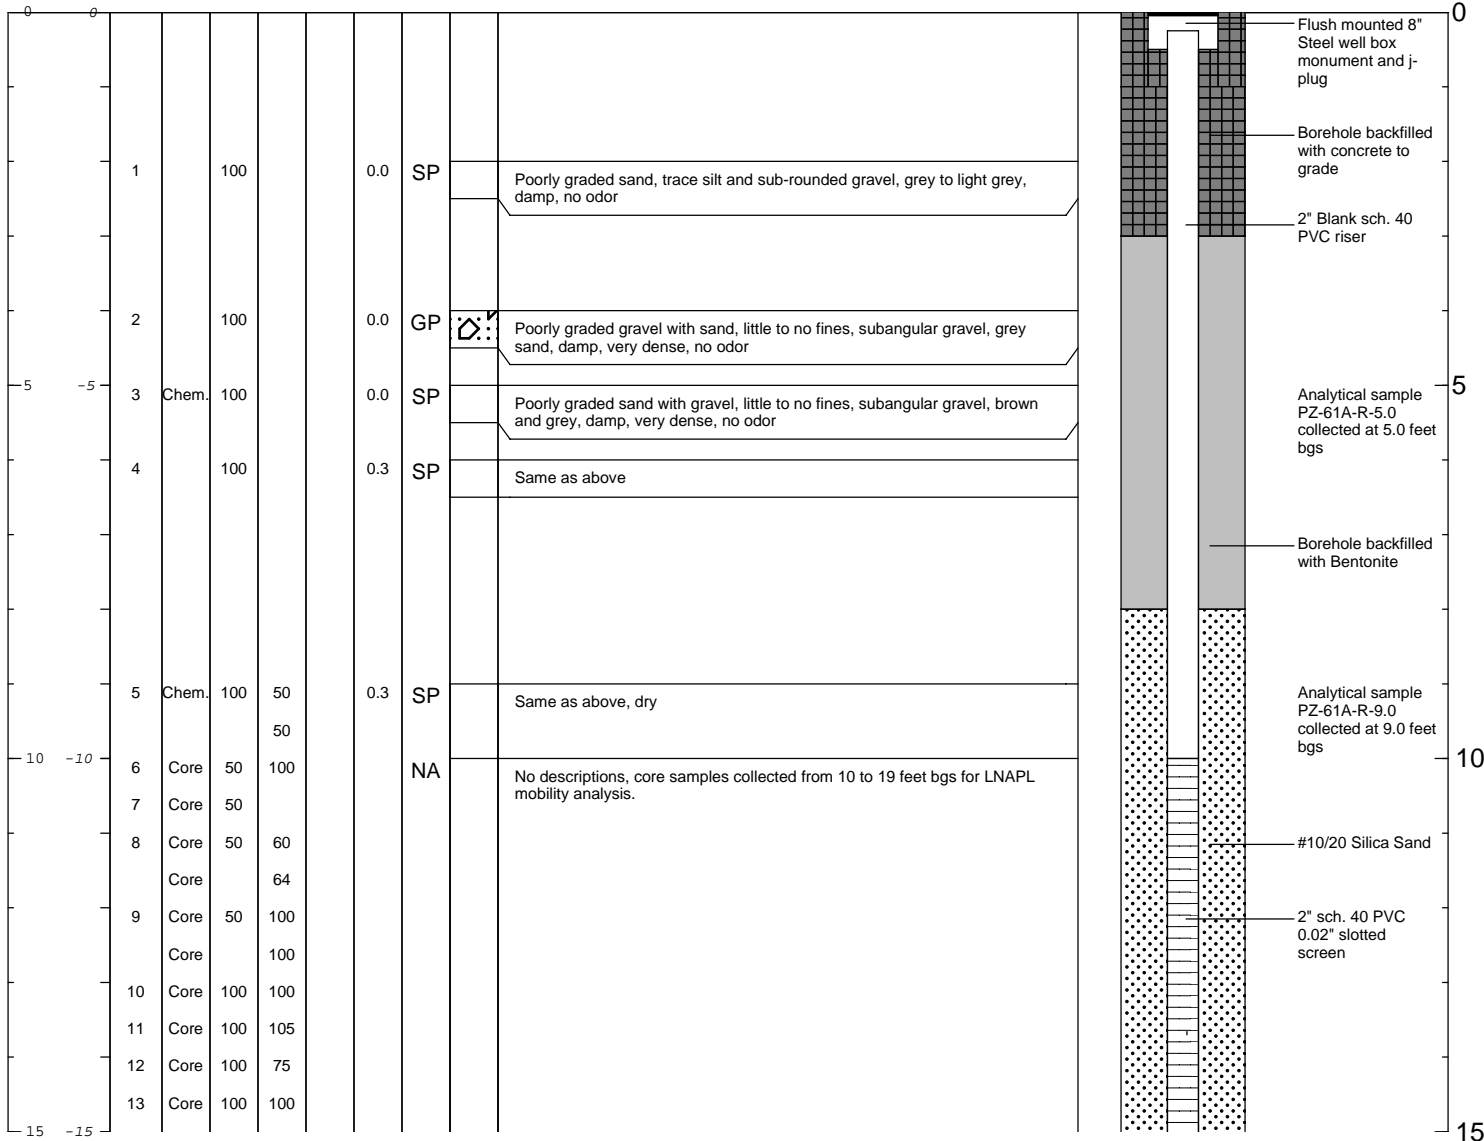 0 0 0
Flush mounted 8"
Steel well box
monument and j-
plug
Borehole backfilled
with concrete to
grade
1 100 0.0 SP
Poorly graded sand, trace silt and sub-rounded gravel, grey to light grey,
damp, no odor
2" Blank sch. 40
PVC riser
2 100 0.0 GP
Poorly graded gravel with sand, little to no fines, subangular gravel, grey
sand, damp, very dense, no odor
5 -5 5
3 Chem. 100 0.0 SP
Poorly graded sand with gravel, little to no fines, subangular gravel, brown
and grey, damp, very dense, no odor
Analytical sample
PZ-61A-R-5.0
collected at 5.0 feet
bgs
4 100 0.3 SP
Same as above
Borehole backfilled
with Bentonite
5 Chem. 100 50 0.3 SP
Same as above, dry
50
Analytical sample
PZ-61A-R-9.0
collected at 9.0 feet
bgs
10 -10 10
6 Core 50 100 NA
No descriptions, core samples collected from 10 to 19 feet bgs for LNAPL
mobility analysis.
7 Core 50
8 Core 50 60
#10/20 Silica Sand
Core 64
9 Core 50 100
2" sch. 40 PVC
0.02" slotted
screen
Core 100
10 Core 100 100
11 Core 100 105
12 Core 100 75
13 Core 100 100
15 -15 15